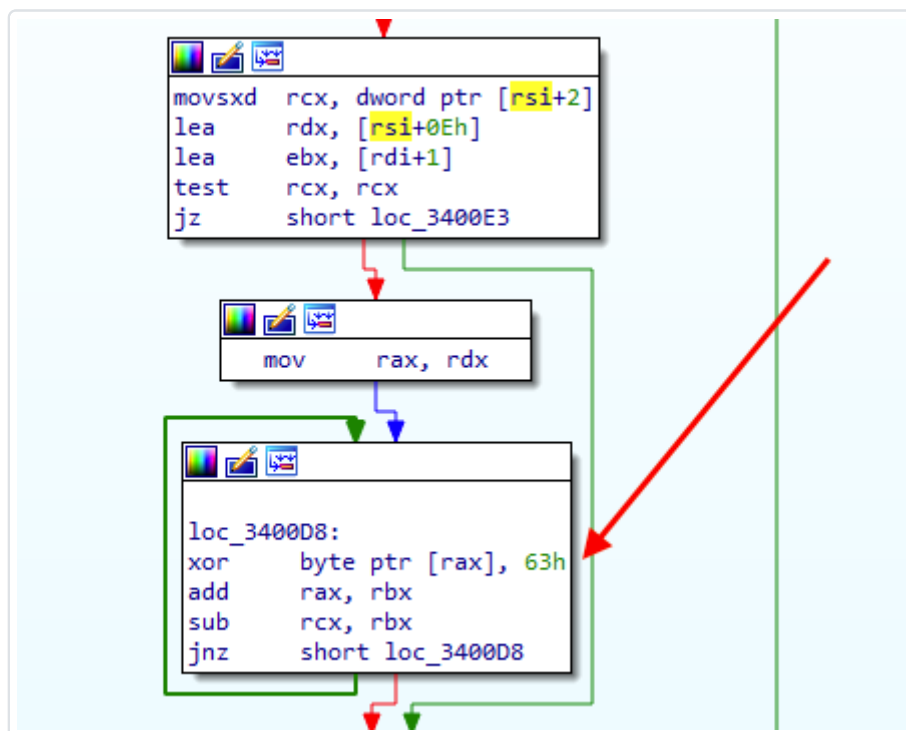 movsxd rcx, dword ptr [rsi+2]
lea rdx, [rsi+0Eh]
lea ebx, [rdi+1]
test rcx, rcx
jz short loc_3400E3
mov rax, rdx
loc_3400D8:
xor byte ptr [rax], 63h
add rax, rbx
sub rcx, rbx
jnz short loc_3400D8